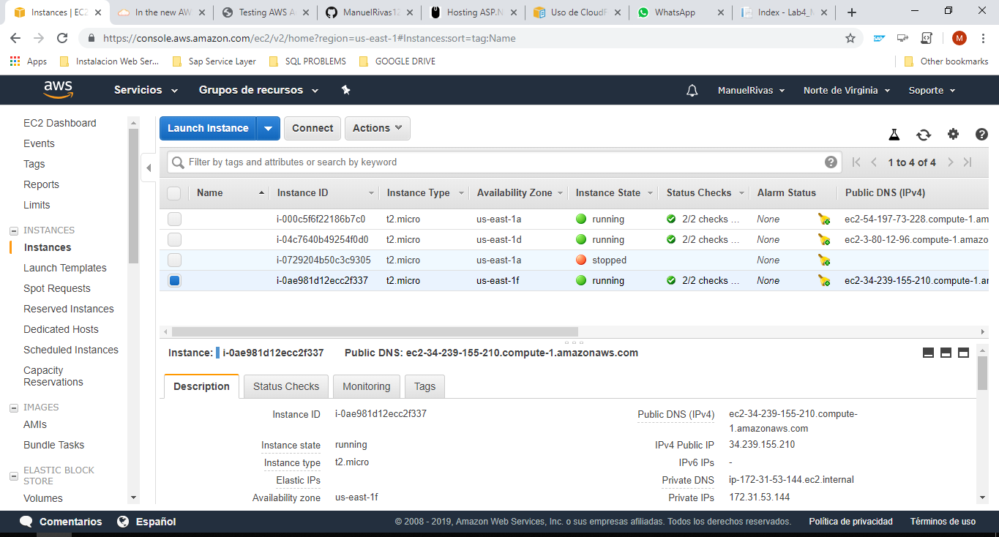 Instances | EC2
In the new AW
Testing AWS A
ManuelRivas12
Hosting ASP.N
Uso de CloudF
WhatsApp
Index - Lab4_M
https://console.aws.amazon.com/ec2/v2/home?region=us-east-1#Instances:sort=tag:Name
SAP
M
Apps
Instalacion Web Ser...
Sap Service Layer
SQL PROBLEMS
GOOGLE DRIVE
Other bookmarks
aws
Servicios
Grupos de recursos
ManuelRivas
Norte de Virginia
Soporte
EC2 Dashboard
Events
Tags
Reports
Limits
INSTANCES
Instances
Launch Templates
Spot Requests
Reserved Instances
Dedicated Hosts
Scheduled Instances
Capacity
Reservations
IMAGES
AMIs
Bundle Tasks
ELASTIC BLOCK
STORE
Volumes
Launch Instance
Connect
Actions
Filter by tags and attributes or search by keyword
1 to 4 of 4
Name Instance ID Instance Type Availability Zone Instance State Status Checks Alarm Status Public DNS (IPv4)
i-000c5f6f22186b7c0 t2.micro us-east-1a running 2/2 checks ... None ec2-54-197-73-228.compute-1.am
i-04c7640b49254f0d0 t2.micro us-east-1d running 2/2 checks ... None ec2-3-80-12-96.compute-1.amazo
i-0729204b50c3c9305 t2.micro us-east-1a stopped None
i-0ae981d12ecc2f337 t2.micro us-east-1f running 2/2 checks ... None ec2-34-239-155-210.compute-1.ar
Instance: i-0ae981d12ecc2f337 Public DNS: ec2-34-239-155-210.compute-1.amazonaws.com
Description
Status Checks
Monitoring
Tags
Instance ID i-0ae981d12ecc2f337
Instance state running
Instance type t2.micro
Elastic IPs
Availability zone us-east-1f
Public DNS (IPv4) ec2-34-239-155-210.compute-
1.amazonaws.com
IPv4 Public IP 34.239.155.210
IPv6 IPs -
Private DNS ip-172-31-53-144.ec2.internal
Private IPs 172.31.53.144
Comentarios
Español
© 2008 - 2019, Amazon Web Services, Inc. o sus empresas afiliadas. Todos los derechos reservados.
Política de privacidad
Términos de uso